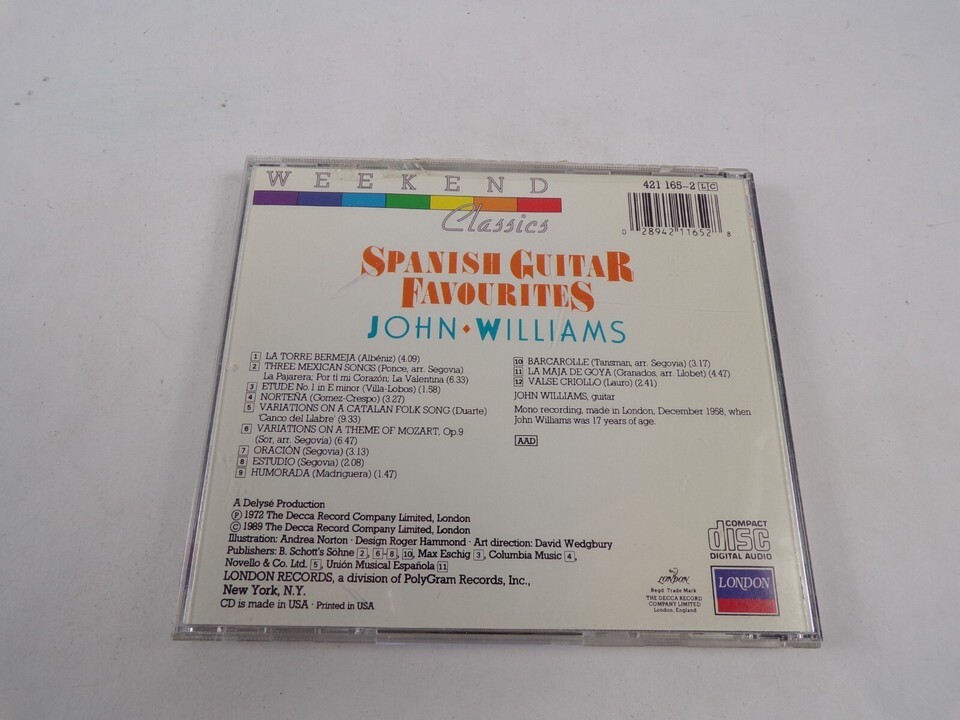 WEEKEND
Classics
421 165-2 LC
0 28942 11652 8
SPANISH GUITAR
FAVOURITES
JOHN · WILLIAMS
1 LA TORRE BERMEJA (Albéniz) (4.09)
2 THREE MEXICAN SONGS (Ponce, arr. Segovia)
La Pajarera; Por ti mi Corazón; La Valentina (6.33)
3 ETUDE No. 1 in E minor (Villa-Lobos) (1.58)
4 NORTEÑA (Gomez-Crespo) (3.27)
5 VARIATIONS ON A CATALAN FOLK SONG (Duarte)
'Canco del Llabre' (9.33)
6 VARIATIONS ON A THEME OF MOZART, Op.9
(Sor, arr. Segovia) (6.47)
7 ORACIÓN (Segovia) (3.13)
8 ESTUDIO (Segovia) (2.08)
9 HUMORADA (Madriguera) (1.47)
10 BARCAROLLE (Tansman, arr. Segovia) (3.17)
11 LA MAJA DE GOYA (Granados, arr. Llobet) (4.47)
12 VALSE CRIOLLO (Lauro) (2.41)
JOHN WILLIAMS, guitar
Mono recording, made in London, December 1958, when
John Williams was 17 years of age.
AAD
A Delysé Production
℗ 1972 The Decca Record Company Limited, London
© 1989 The Decca Record Company Limited, London
Illustration: Andrea Norton · Design Roger Hammond · Art direction: David Wedgbury
Publishers: B. Schott's Söhne 2, 6-8, 10, Max Eschig 3, Columbia Music 4,
Novello & Co. Ltd. 5, Unión Musical Española 11
LONDON RECORDS, a division of PolyGram Records, Inc.,
New York, N.Y.
CD is made in USA · Printed in USA
COMPACT
disc
DIGITAL AUDIO
LONDON
Regd. Trade Mark
THE DECCA RECORD
COMPANY LIMITED
London, England
LONDON